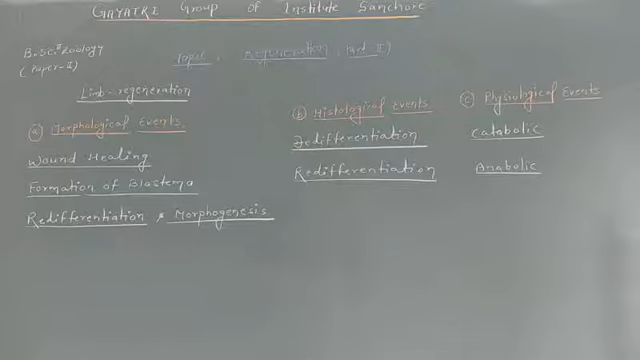 GAYATRI Group of Institute Sanchore
B.Sc. Zoology
(Paper-II)
Topic. Regeneration, Part II)
Limb-regeneration
(a) Morphological Events
Wound Healing
Formation of Blastema
Redifferentiation & Morphogenesis
(b) Histological Events
Dedifferentiation
Redifferentiation
(c) Physiological Events
Catabolic
Anabolic